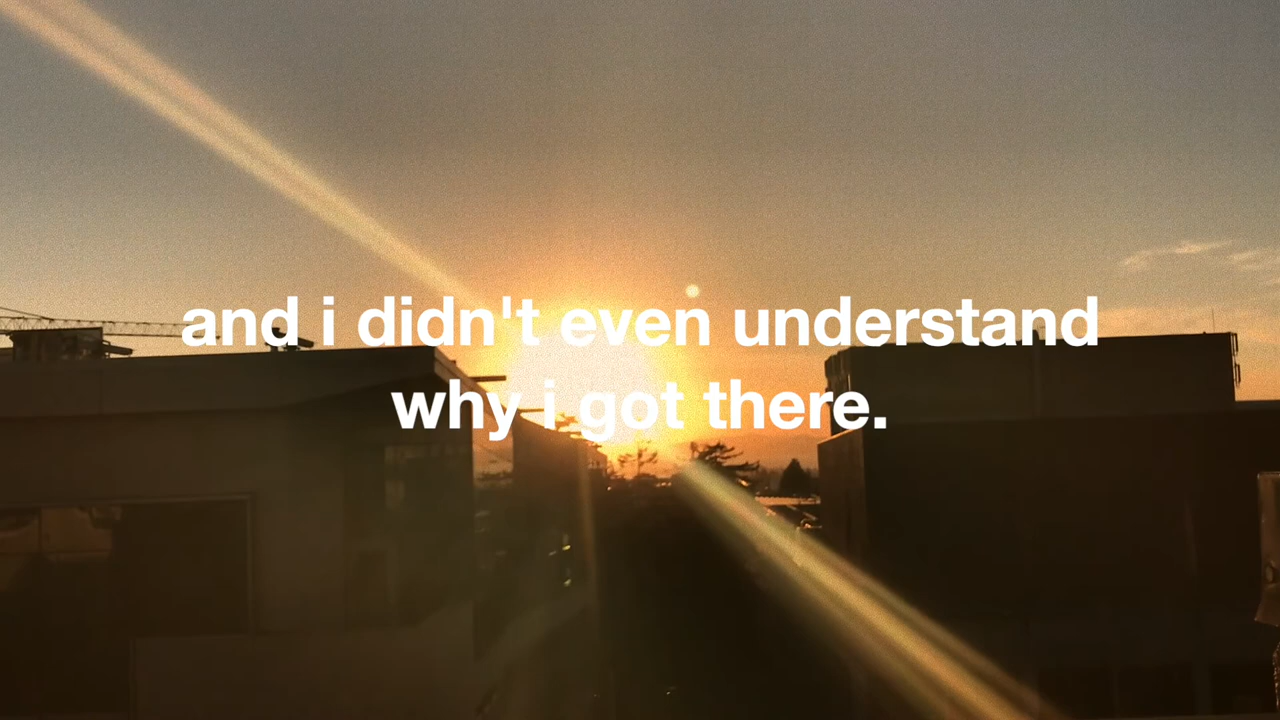 and i didn't even understand
why i got there.